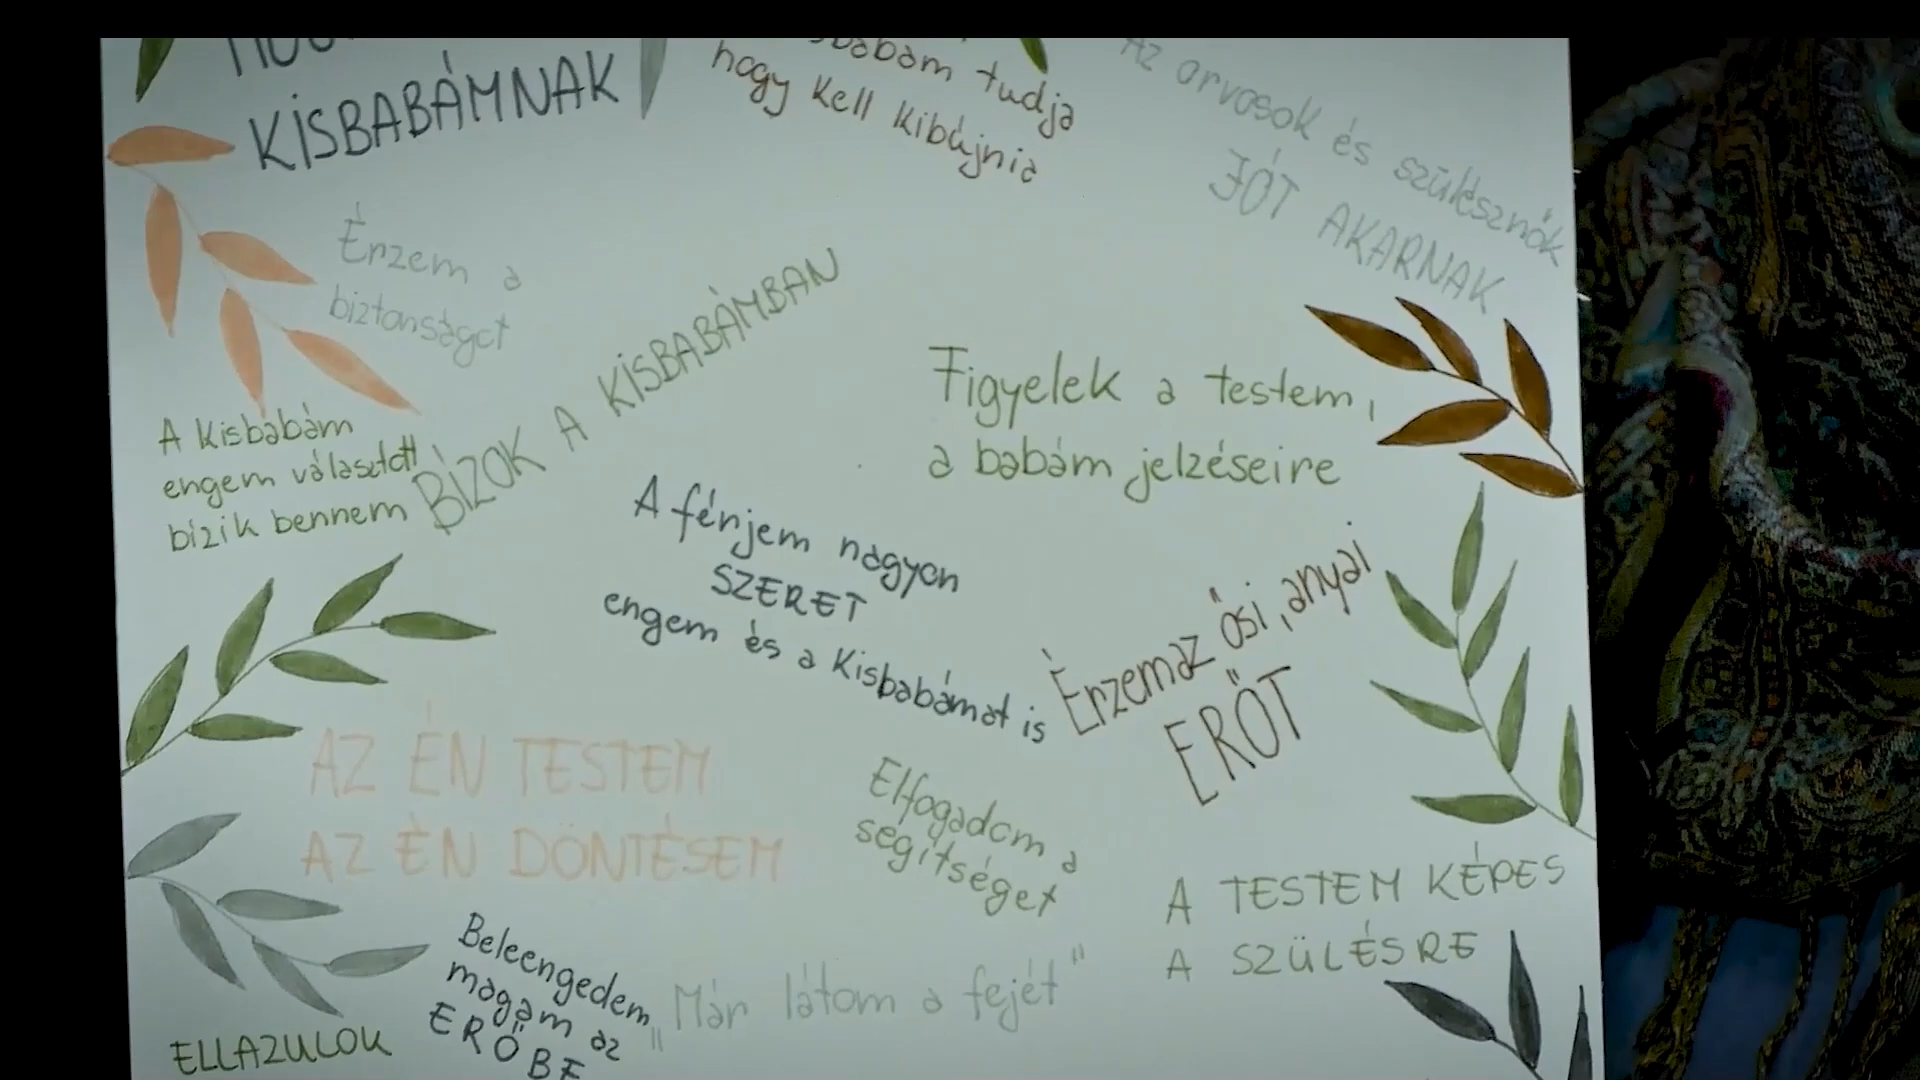 KISBABÁMNAK
tudja
hogy kell kibújnia
Az orvosok és szülésznők
JÓT AKARNAK
Érzem a
biztonságot
BÍZOK A KISBABÁMBAN
A kisbabám
engem választott
bízik bennem
Figyelek a testem,
a babám jelzéseire
A férjem nagyon
SZERET
engem és a kisbabámat is
Érzem az ősi, anyai
ERŐT
AZ ÉN TESTEM
AZ ÉN DÖNTÉSEM
Elfogadom a
segítséget
A TESTEM KÉPES
A SZÜLÉSRE
Beleengedem
magam az
ERŐBE
„Már látom a fejét"
ELLAZULOK